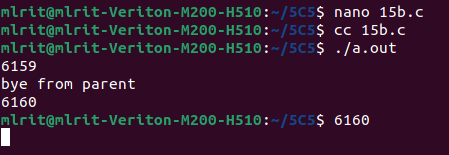 mlrit@mlrit-Veriton-M200-H510:~/5C5$ nano 15b.c
mlrit@mlrit-Veriton-M200-H510:~/5C5$ cc 15b.c
mlrit@mlrit-Veriton-M200-H510:~/5C5$ ./a.out
6159
bye from parent
6160
mlrit@mlrit-Veriton-M200-H510:~/5C5$ 6160